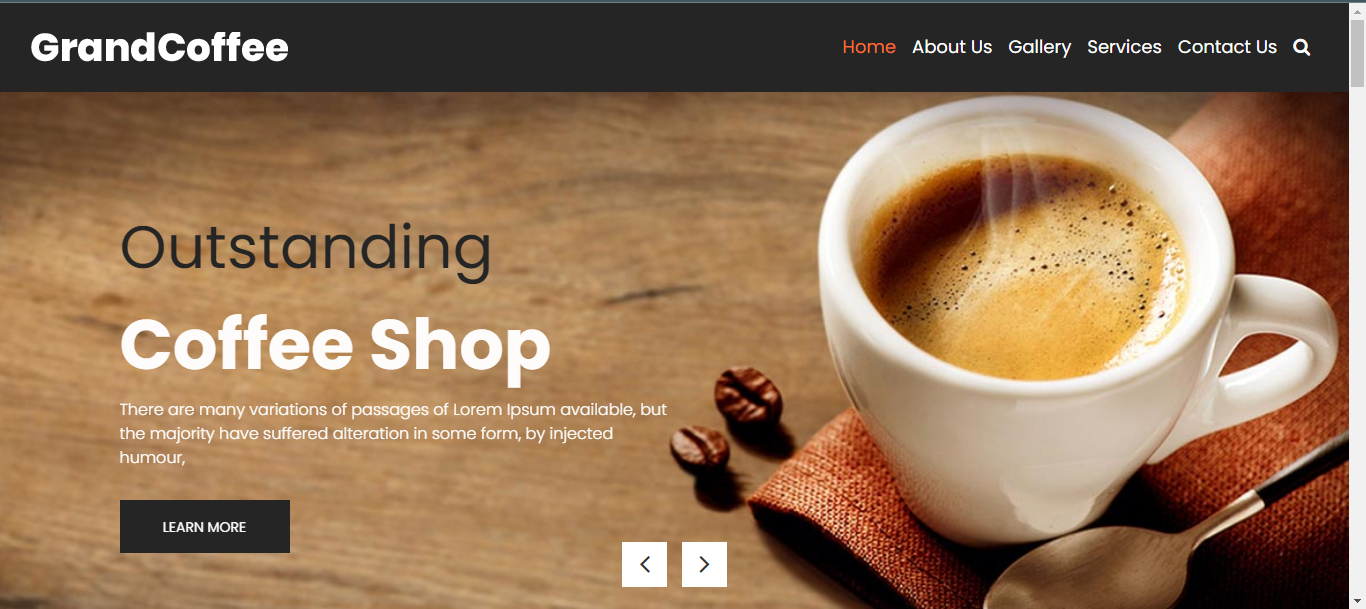 GrandCoffee
Home About Us Gallery Services Contact Us
Outstanding
Coffee Shop
There are many variations of passages of Lorem Ipsum available, but
the majority have suffered alteration in some form, by injected
humour,
LEARN MORE